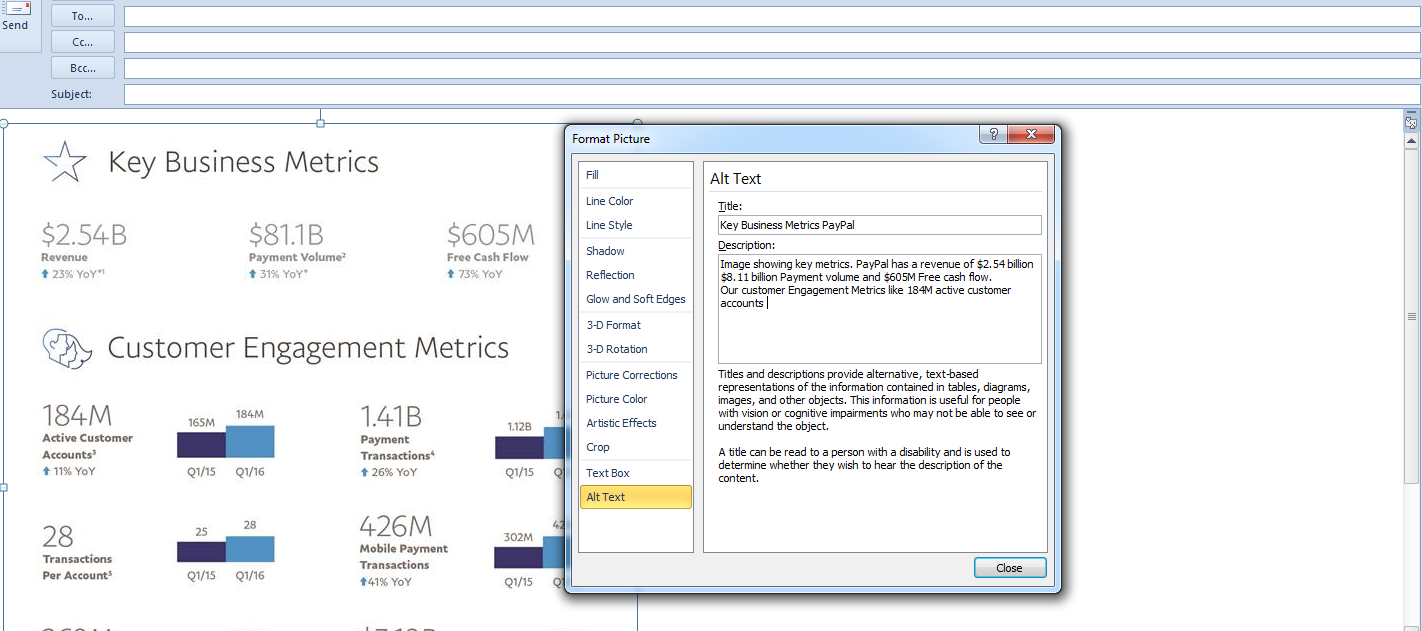 Send
To...
Cc...
Bcc...
Subject:
Key Business Metrics
$2.54B
Revenue
23% YoY*¹
$81.1B
Payment Volume²
31% YoY*
$605M
Free Cash Flow
73% YoY
Customer Engagement Metrics
184M
Active Customer
Accounts³
11% YoY
165M
184M
Q1/15
Q1/16
1.41B
Payment
Transactions⁴
26% YoY
1.12B
Q1/15
28
Transactions
Per Account⁵
25
28
Q1/15
Q1/16
426M
Mobile Payment
Transactions
41% YoY
302M
Q1/15
Format Picture
Fill
Line Color
Line Style
Shadow
Reflection
Glow and Soft Edges
3-D Format
3-D Rotation
Picture Corrections
Picture Color
Artistic Effects
Crop
Text Box
Alt Text
Alt Text
Title:
Key Business Metrics PayPal
Description:
Image showing key metrics. PayPal has a revenue of $2.54 billion
$8.11 billion Payment volume and $605M Free cash flow.
Our customer Engagement Metrics like 184M active customer
accounts
Titles and descriptions provide alternative, text-based
representations of the information contained in tables, diagrams,
images, and other objects. This information is useful for people
with vision or cognitive impairments who may not be able to see or
understand the object.
A title can be read to a person with a disability and is used to
determine whether they wish to hear the description of the
content.
Close